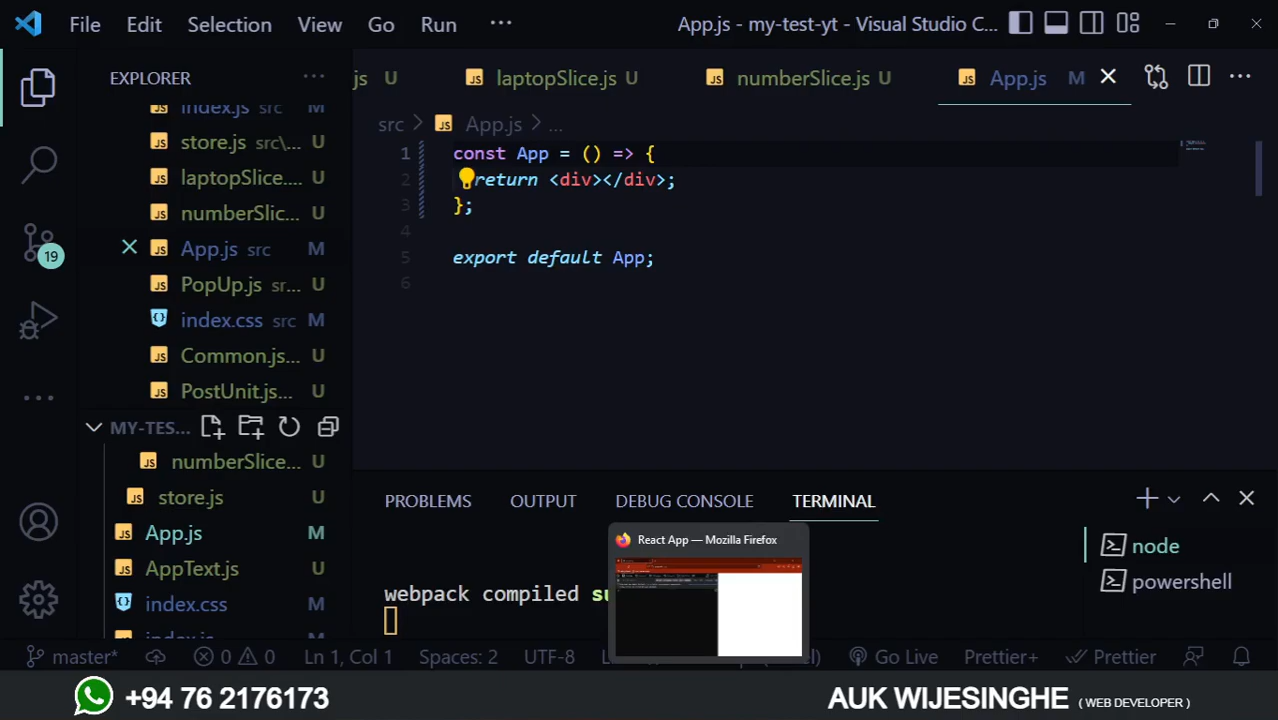 File Edit Selection View Go Run ··· App.js - my-test-yt - Visual Studio C...
EXPLORER ···
js U laptopSlice.js U numberSlice.js U App.js M
src > App.js > ...
index.js src M
store.js src\... U
laptopSlice.... U
numberSlic... U
App.js src M
PopUp.js sr... U
index.css src M
Common.js... U
PostUnit.js... U
1 const App = () => {
2 return <div></div>;
3 };
4
5 export default App;
6
19
MY-TES...
numberSlice... U
store.js U
App.js M
AppText.js U
index.css M
index.js M
PROBLEMS OUTPUT DEBUG CONSOLE TERMINAL
React App — Mozilla Firefox
webpack compiled su
node
powershell
master* 0 0 Ln 1, Col 1 Spaces: 2 UTF-8 Go Live Prettier+ Prettier
+94 76 2176173
AUK WIJESINGHE ( WEB DEVELOPER )